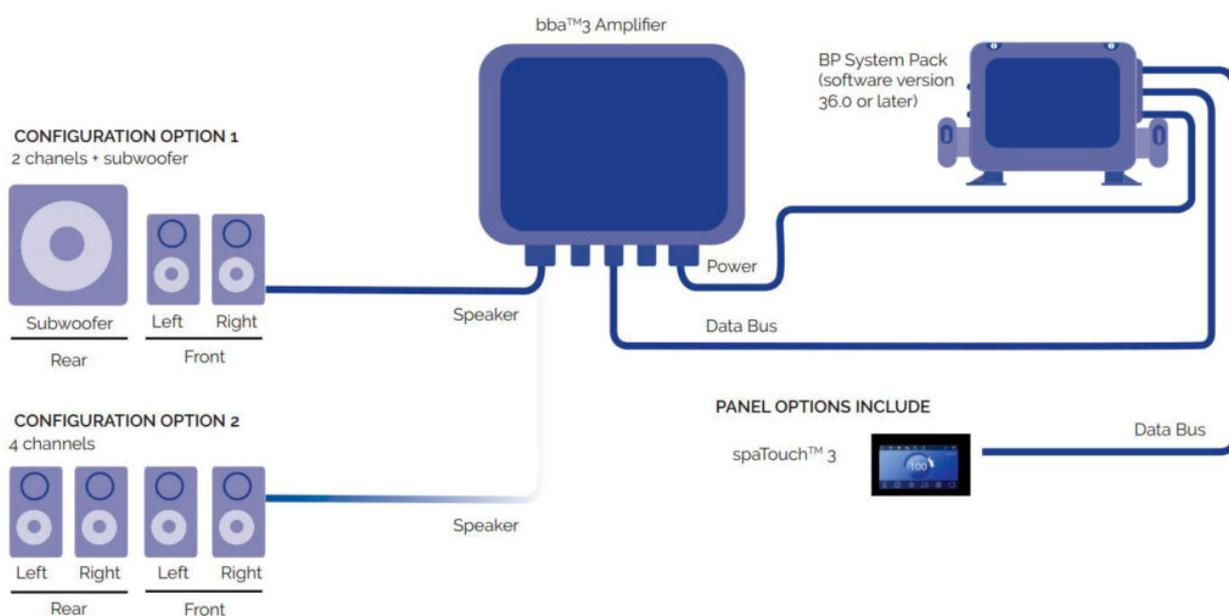 bba™3 Amplifier
BP System Pack
(software version
36.0 or later)
CONFIGURATION OPTION 1
2 chanels + subwoofer
Power
Speaker
Data Bus
Subwoofer
Left
Right
Rear
Front
CONFIGURATION OPTION 2
4 channels
PANEL OPTIONS INCLUDE
spaTouch™ 3
100
Data Bus
Speaker
Left
Right
Left
Right
Rear
Front